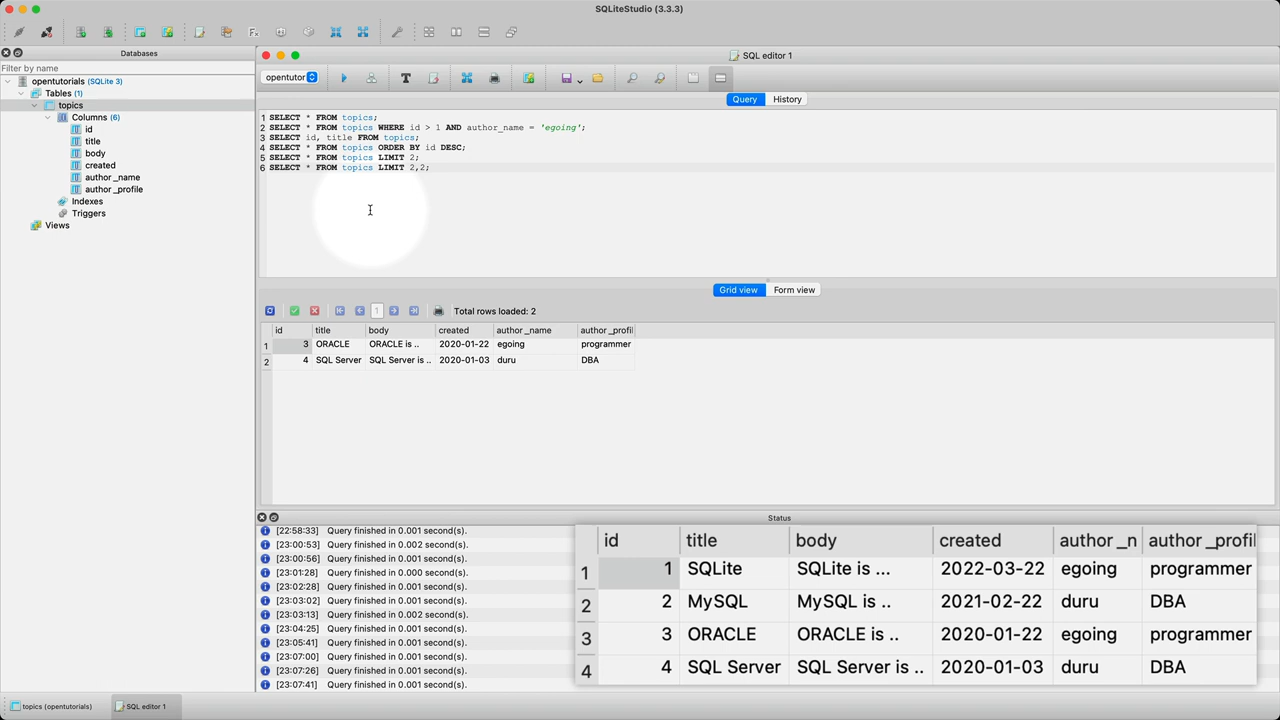 SQLiteStudio (3.3.3)
Databases
Filter by name
opentutorials (SQLite 3)
Tables (1)
topics
Columns (6)
id
title
body
created
author_name
author_profile
Indexes
Triggers
Views
SQL editor 1
opentutor
Query History
1 SELECT * FROM topics;
2 SELECT * FROM topics WHERE id > 1 AND author_name = 'egoing';
3 SELECT id, title FROM topics;
4 SELECT * FROM topics ORDER BY id DESC;
5 SELECT * FROM topics LIMIT 2;
6 SELECT * FROM topics LIMIT 2,2;
Grid view Form view
1 Total rows loaded: 2
id title body created author_name author_profil
1 3 ORACLE ORACLE is .. 2020-01-22 egoing programmer
2 4 SQL Server SQL Server is .. 2020-01-03 duru DBA
Status
[22:58:33] Query finished in 0.001 second(s).
[23:00:53] Query finished in 0.002 second(s).
[23:00:56] Query finished in 0.001 second(s).
[23:01:28] Query finished in 0.000 second(s).
[23:02:28] Query finished in 0.001 second(s).
[23:03:02] Query finished in 0.001 second(s).
[23:03:13] Query finished in 0.002 second(s).
[23:04:25] Query finished in 0.001 second(s).
[23:05:41] Query finished in 0.001 second(s).
[23:07:00] Query finished in 0.001 second(s).
[23:07:26] Query finished in 0.001 second(s).
[23:07:41] Query finished in 0.001 second(s).
id title body created author_n author_profil
1 1 SQLite SQLite is ... 2022-03-22 egoing programmer
2 2 MySQL MySQL is .. 2021-02-22 duru DBA
3 3 ORACLE ORACLE is .. 2020-01-22 egoing programmer
4 4 SQL Server SQL Server is .. 2020-01-03 duru DBA
topics (opentutorials) SQL editor 1